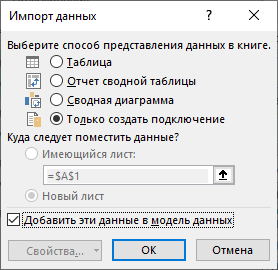 Импорт данных
Выберите способ представления данных в книге.
Таблица
Отчет сводной таблицы
Сводная диаграмма
Только создать подключение
Куда следует поместить данные?
Имеющийся лист:
=$A$1
Новый лист
Добавить эти данные в модель данных
Свойства...
ОК
Отмена